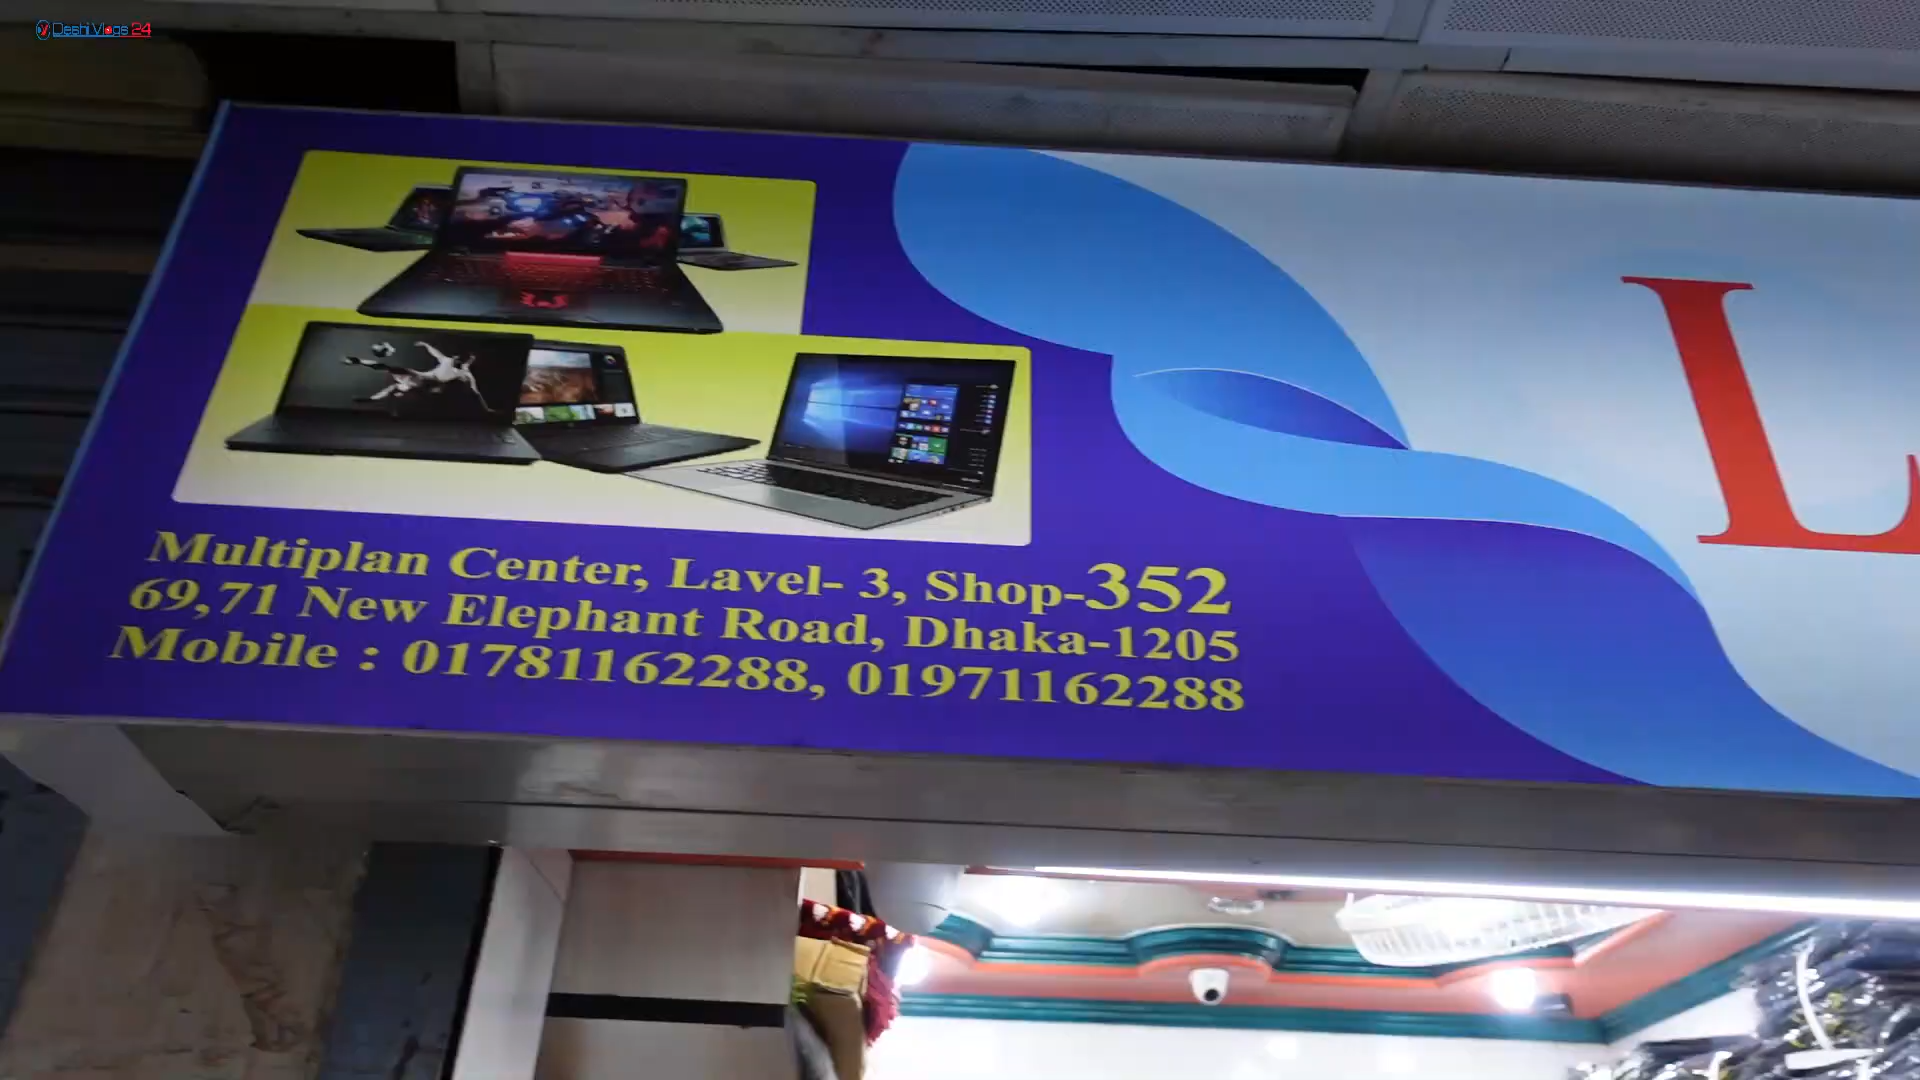 Deshi Vlogs 24
L
Multiplan Center, Lavel- 3, Shop-352
69,71 New Elephant Road, Dhaka-1205
Mobile : 01781162288, 01971162288